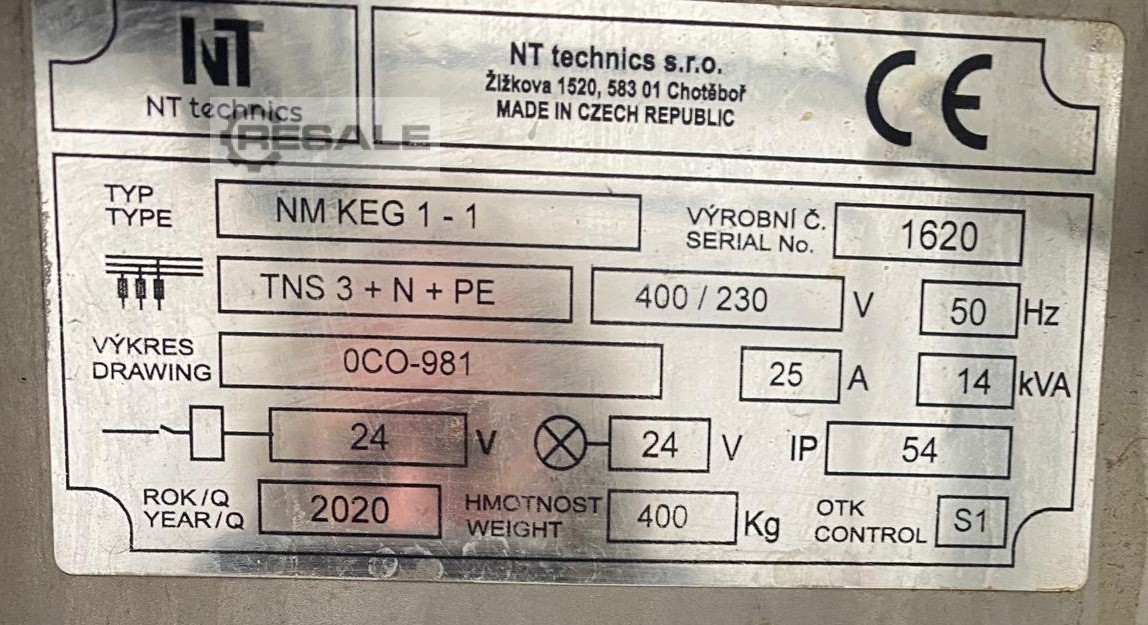 NT
NT technics
NT technics s.r.o.
Žižkova 1520, 583 01 Chotěboř
MADE IN CZECH REPUBLIC
CE
RESALE
TYP
TYPE
NM KEG 1 - 1
VÝROBNÍ Č.
SERIAL No.
1620
TNS 3 + N + PE
400 / 230 V
50 Hz
VÝKRES
DRAWING
0CO-981
25 A
14 kVA
24 V
24 V
IP 54
ROK/Q
YEAR/Q
2020
HMOTNOST
WEIGHT
400 Kg
OTK
CONTROL
S1